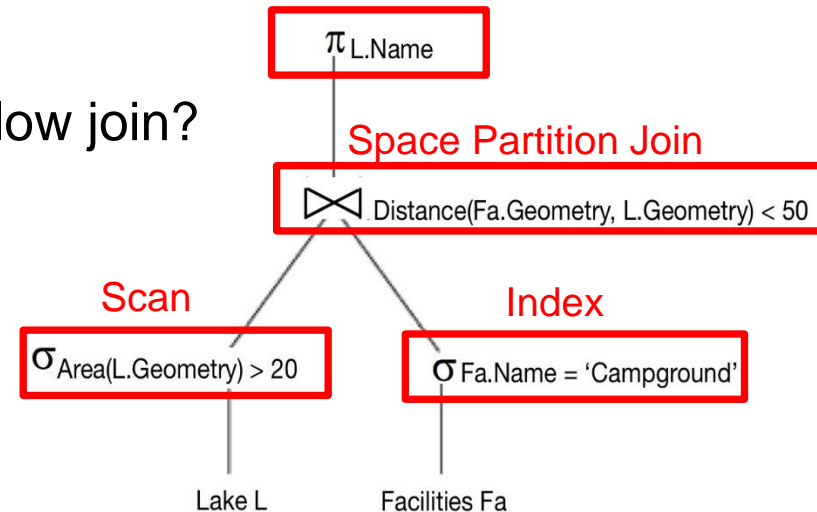 π L.Name
low join?
Space Partition Join
⋈ Distance(Fa.Geometry, L.Geometry) < 50
Scan
Index
σ Area(L.Geometry) > 20
σ Fa.Name = ‘Campground’
Lake L
Facilities Fa